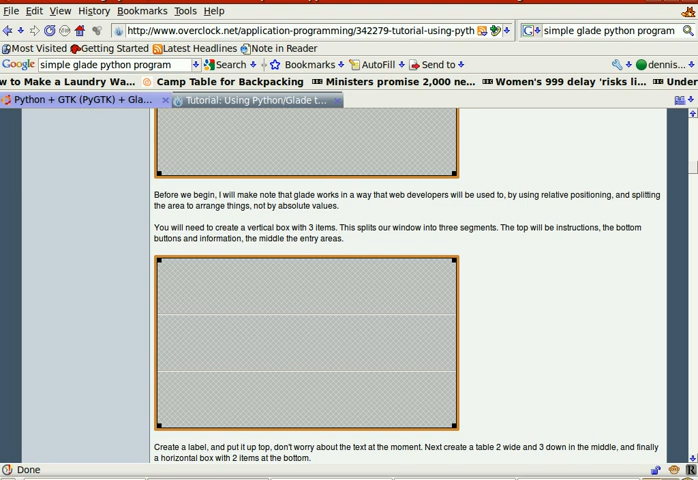 File Edit View History Bookmarks Tools Help
http://www.overclock.net/application-programming/342279-tutorial-using-pyth simple glade python program
Most Visited Getting Started Latest Headlines Note in Reader
Google simple glade python program Search Bookmarks AutoFill Send to dennis...
w to Make a Laundry Wa... Camp Table for Backpacking Ministers promise 2,000 ne... Women's 999 delay 'risks li... Under
Python + GTK (PyGTK) + Gla... Tutorial: Using Python/Glade t...
Before we begin, I will make note that glade works in a way that web developers will be used to, by using relative positioning, and splitting
the area to arrange things, not by absolute values.
You will need to create a vertical box with 3 items. This splits our window into three segments. The top will be instructions, the bottom
buttons and information, the middle the entry areas.
Create a label, and put it up top, don't worry about the text at the moment. Next create a table 2 wide and 3 down in the middle, and finally
a horizontal box with 2 items at the bottom.
Done